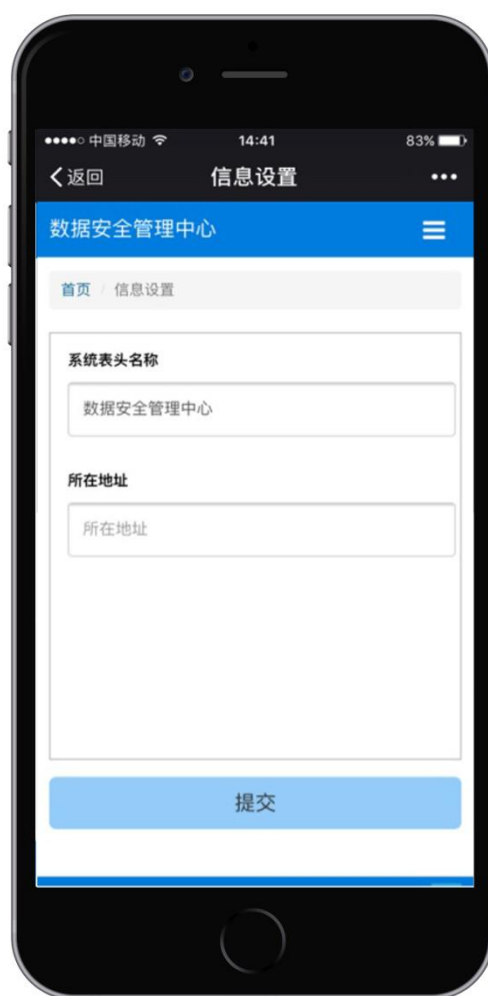 中国移动 14:41 83%
返回 信息设置
数据安全管理中心
首页 / 信息设置
系统表头名称
数据安全管理中心
所在地址
所在地址
提交